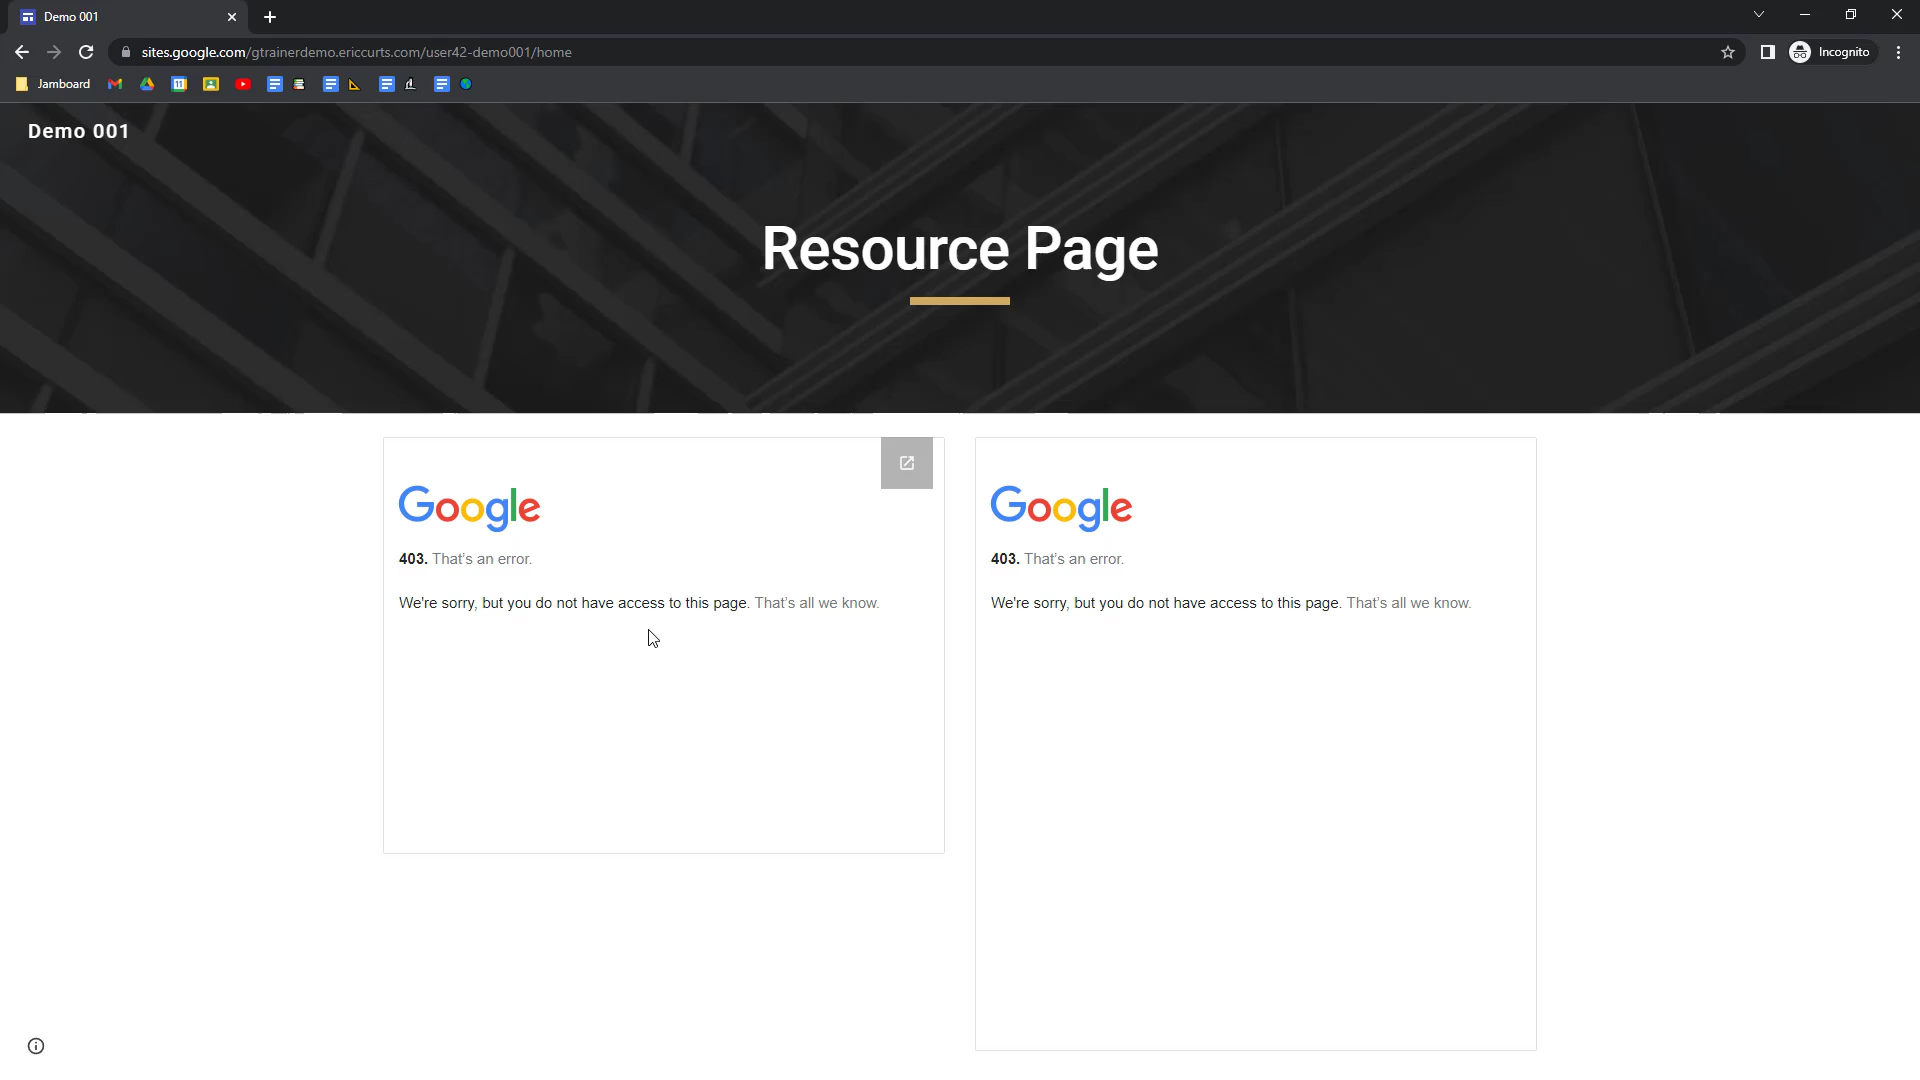 Demo 001
sites.google.com/gtrainerdemo.ericcurts.com/user42-demo001/home
Incognito
Jamboard
Demo 001
Resource Page
Google
403. That's an error.
We're sorry, but you do not have access to this page. That's all we know.
Google
403. That's an error.
We're sorry, but you do not have access to this page. That's all we know.